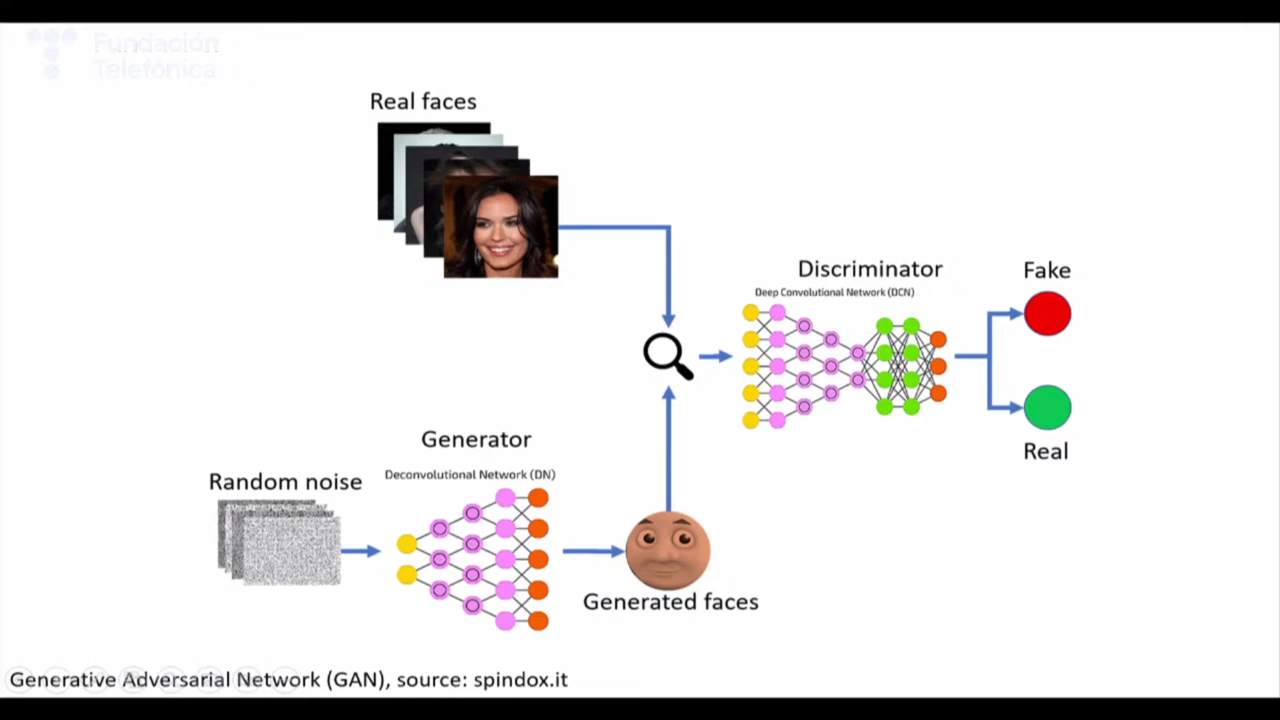 Fundación
Telefónica
Real faces
Discriminator
Deep Convolutional Network (DCN)
Fake
Real
Generator
Deconvolutional Network (DN)
Random noise
Generated faces
Generative Adversarial Network (GAN), source: spindox.it